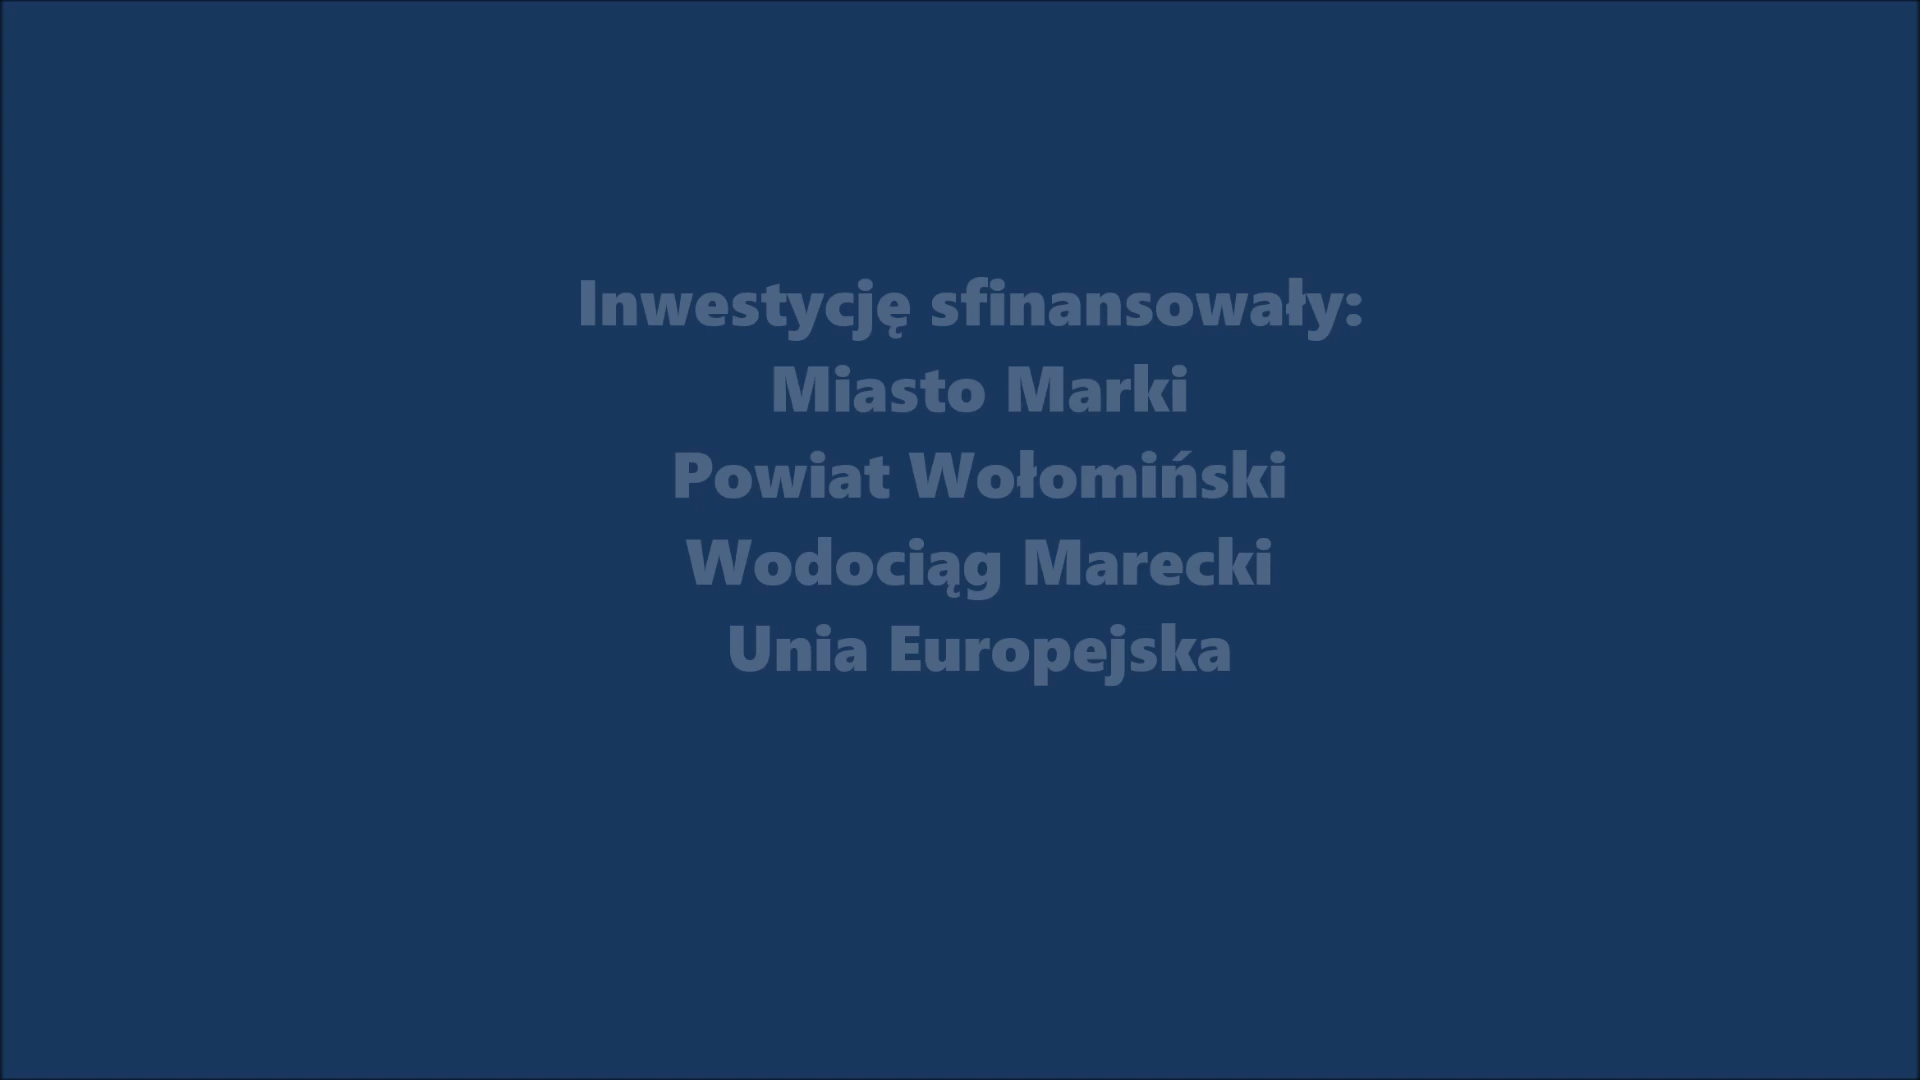 Inwestycję sfinansowały:
Miasto Marki
Powiat Wołomiński
Wodociąg Marecki
Unia Europejska